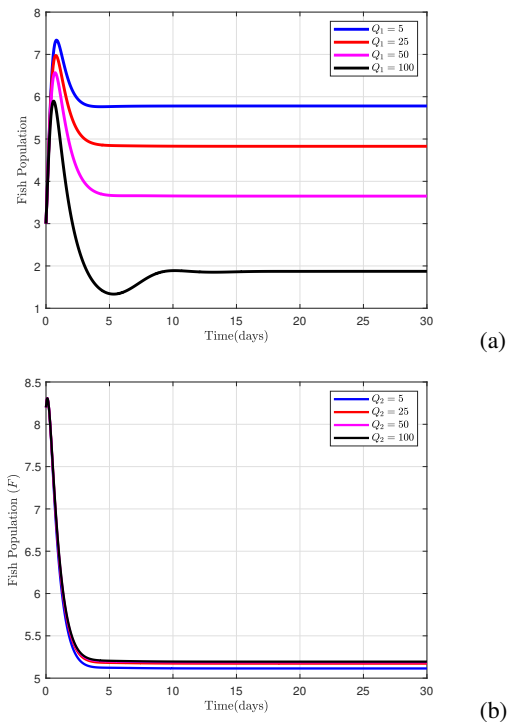 8
7
6
5
4
3
2
1
Fish Population
Q1 = 5
Q1 = 25
Q1 = 50
Q1 = 100
0 5 10 15 20 25 30
Time(days)
(a)
8.5
8
7.5
7
6.5
6
5.5
5
Fish Population (F)
Q2 = 5
Q2 = 25
Q2 = 50
Q2 = 100
0 5 10 15 20 25 30
Time(days)
(b)